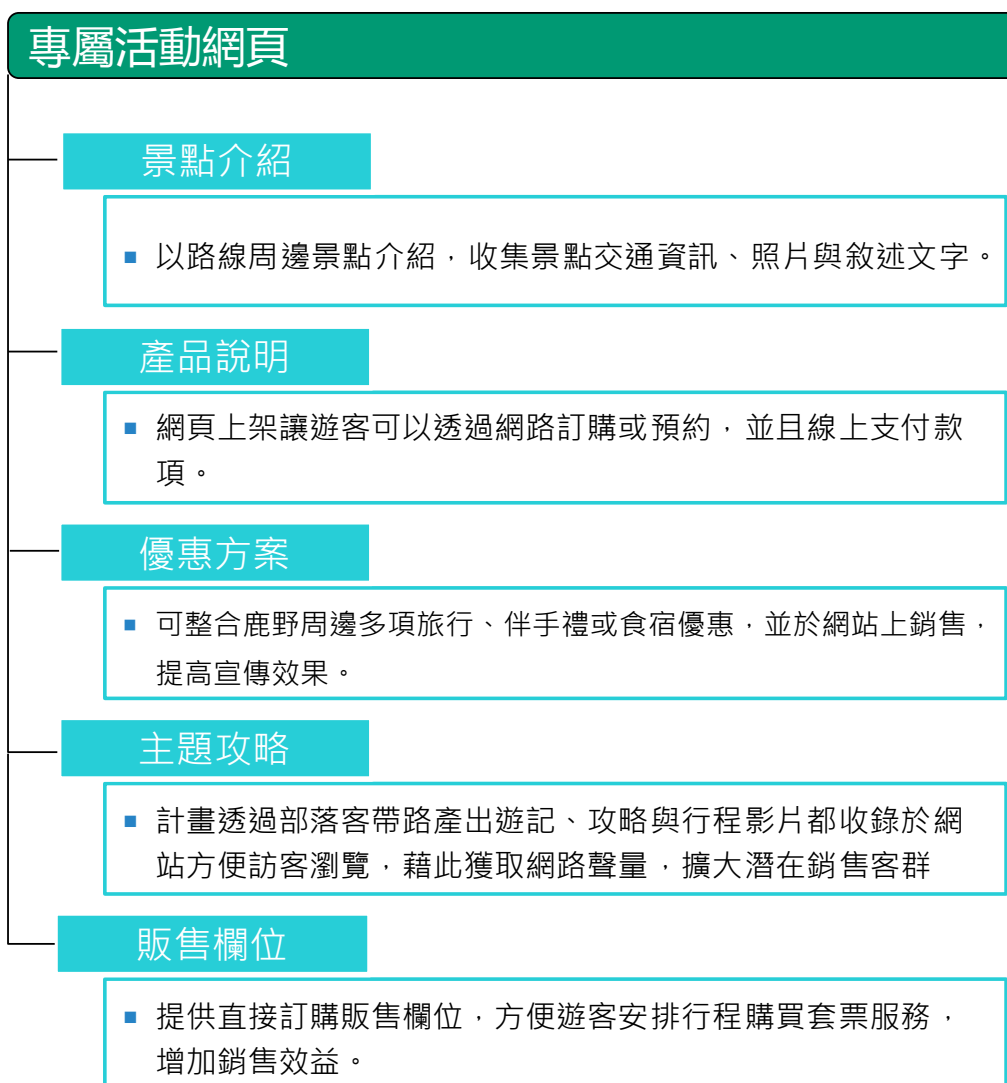 專屬活動網頁
景點介紹
▪ 以路線周邊景點介紹，收集景點交通資訊、照片與敘述文字。
產品說明
▪ 網頁上架讓遊客可以透過網路訂購或預約，並且線上支付款
項。
優惠方案
▪ 可整合鹿野周邊多項旅行、伴手禮或食宿優惠，並於網站上銷售，
提高宣傳效果。
主題攻略
▪ 計畫透過部落客帶路產出遊記、攻略與行程影片都收錄於網
站方便訪客瀏覽，藉此獲取網路聲量，擴大潛在銷售客群
販售欄位
▪ 提供直接訂購販售欄位，方便遊客安排行程購買套票服務，
增加銷售效益。